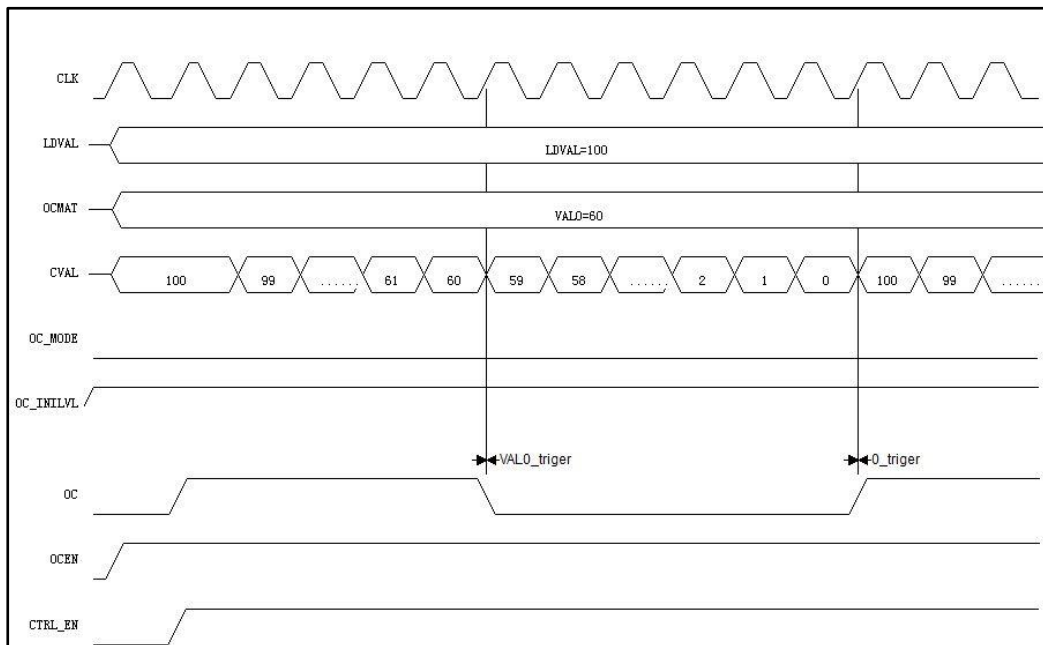 CLK
LDVAL
LDVAL=100
OCMAT
VAL0=60
CVAL
100 99 ...... 61 60 59 58 ...... 2 1 0 100 99 ......
OC_MODE
OC_INILVL
VAL0_triger 0_triger
OC
OCEN
CTRL_EN